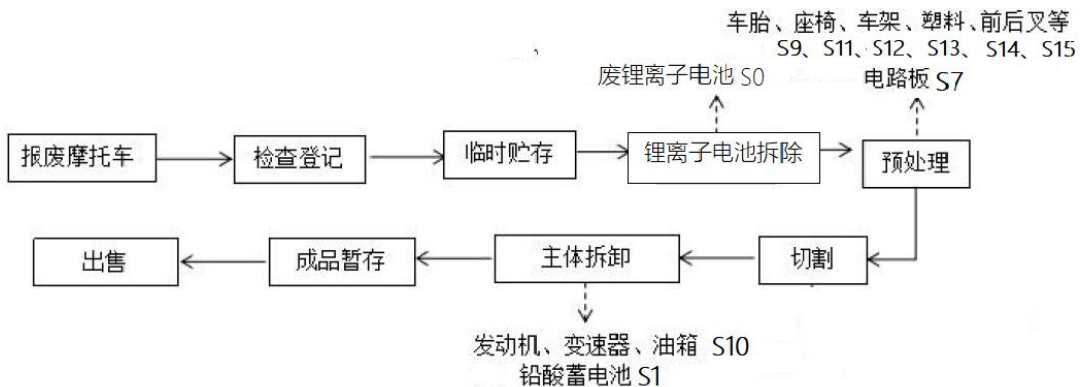 车胎、座椅、车架、塑料、前后叉等
S9、S11、S12、S13、S14、S15
废锂离子电池 S0
电路板 S7
报废摩托车
检查登记
临时贮存
锂离子电池拆除
预处理
出售
成品暂存
主体拆卸
切割
发动机、变速器、油箱 S10
铅酸蓄电池 S1